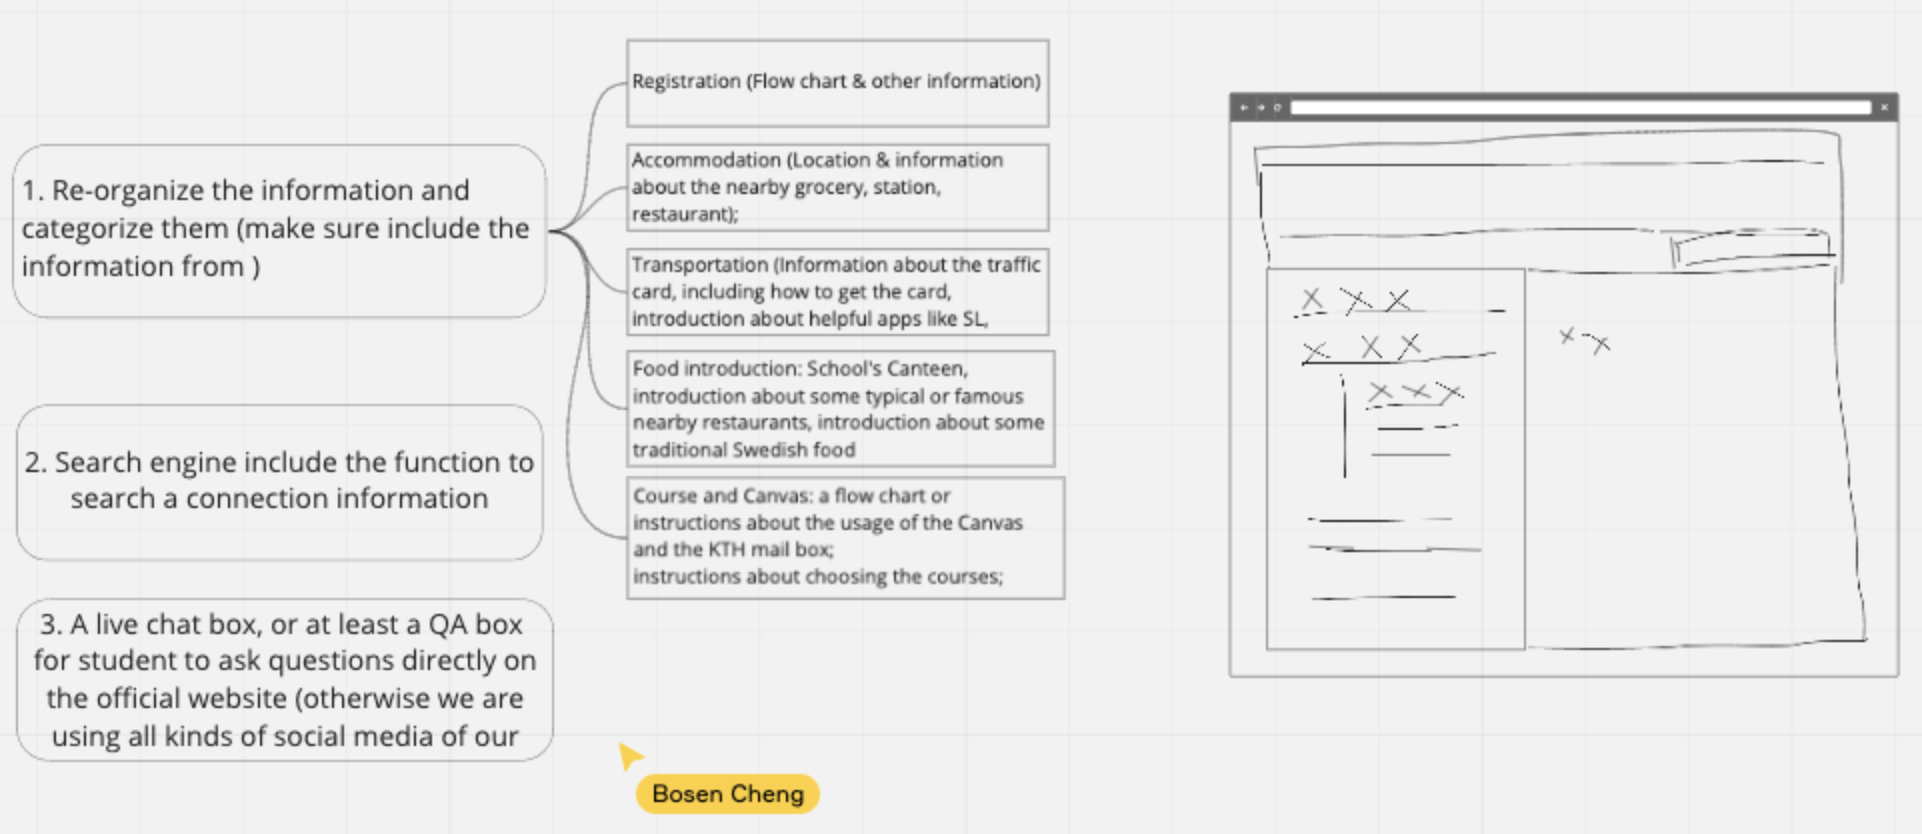 1. Re-organize the information and
categorize them (make sure include the
information from )
Registration (Flow chart & other information)
Accommodation (Location & information
about the nearby grocery, station,
restaurant);
Transportation (Information about the traffic
card, including how to get the card,
introduction about helpful apps like SL,
Food introduction: School's Canteen,
introduction about some typical or famous
nearby restaurants, introduction about some
traditional Swedish food
Course and Canvas: a flow chart or
instructions about the usage of the Canvas
and the KTH mail box;
instructions about choosing the courses;
2. Search engine include the function to
search a connection information
3. A live chat box, or at least a QA box
for student to ask questions directly on
the official website (otherwise we are
using all kinds of social media of our
Bosen Cheng
X X X
X X X
X X X
X X